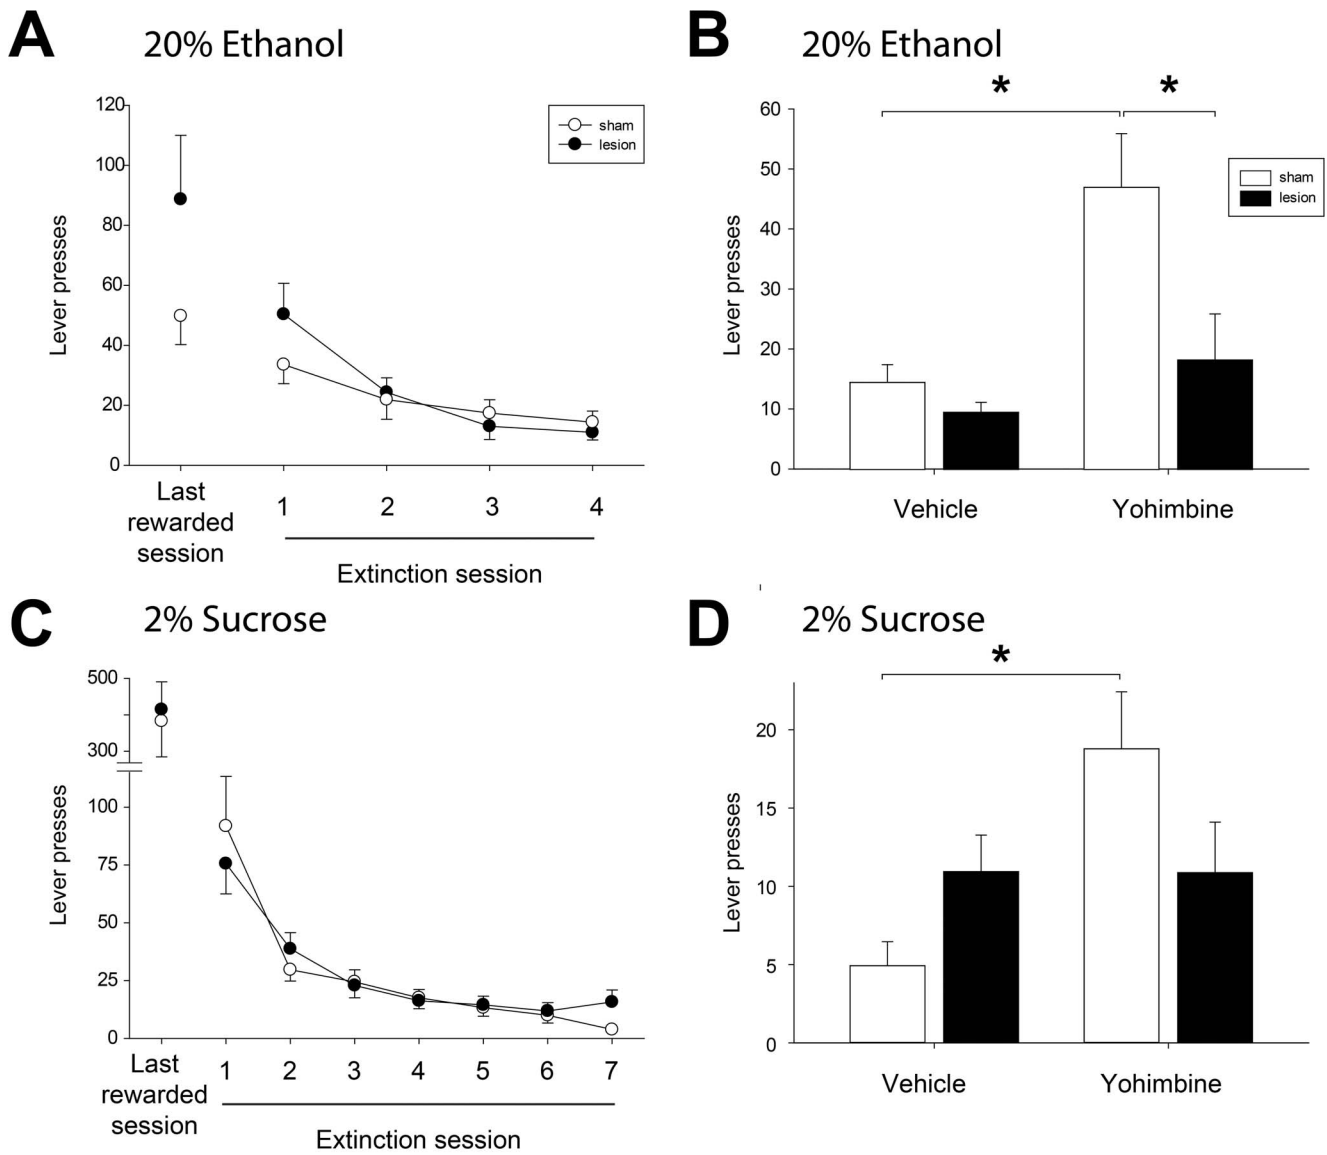 A
20% Ethanol
120
100
80
60
40
20
0
Lever presses
sham
lesion
Last
rewarded
session
1
2
3
4
Extinction session
B
20% Ethanol
*
*
60
50
40
30
20
10
0
Lever presses
sham
lesion
Vehicle
Yohimbine
C
2% Sucrose
500
300
100
75
50
25
0
Lever presses
Last
rewarded
session
1
2
3
4
5
6
7
Extinction session
D
2% Sucrose
*
20
15
10
5
0
Lever presses
Vehicle
Yohimbine